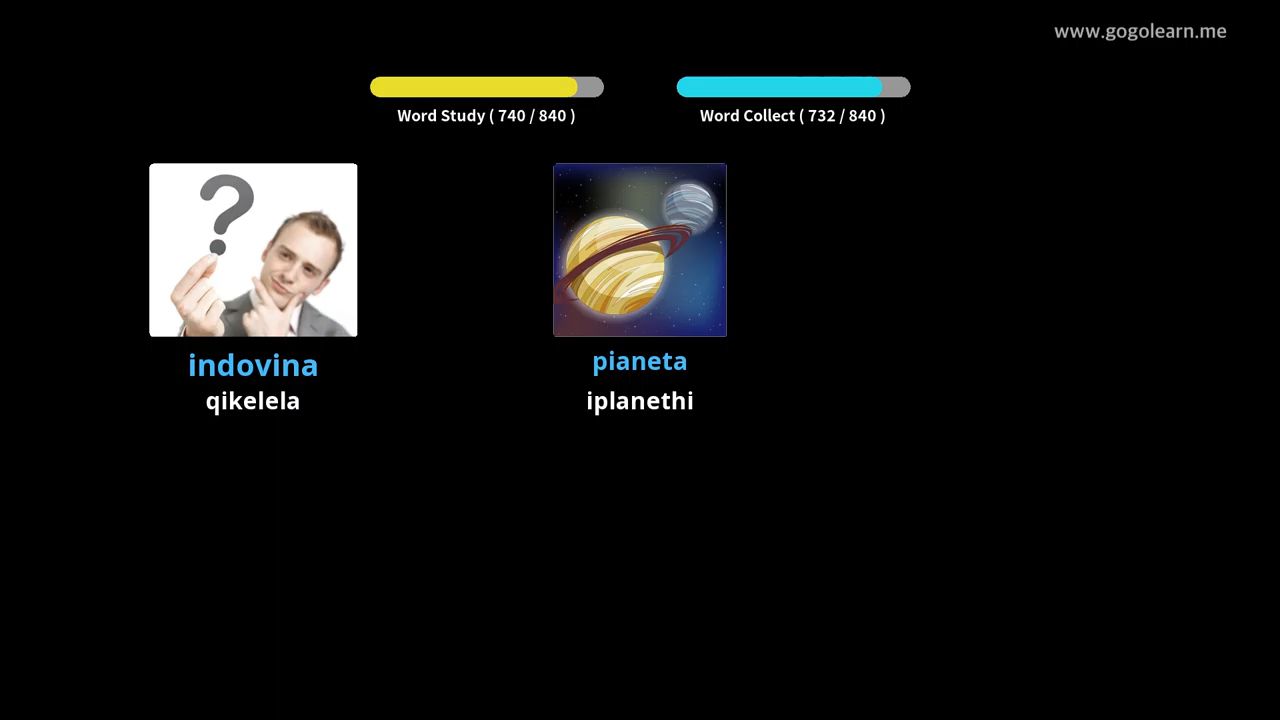 www.gogolearn.me
Word Study ( 740 / 840 )
Word Collect ( 732 / 840 )
indovina
qikelela
pianeta
iplanethi